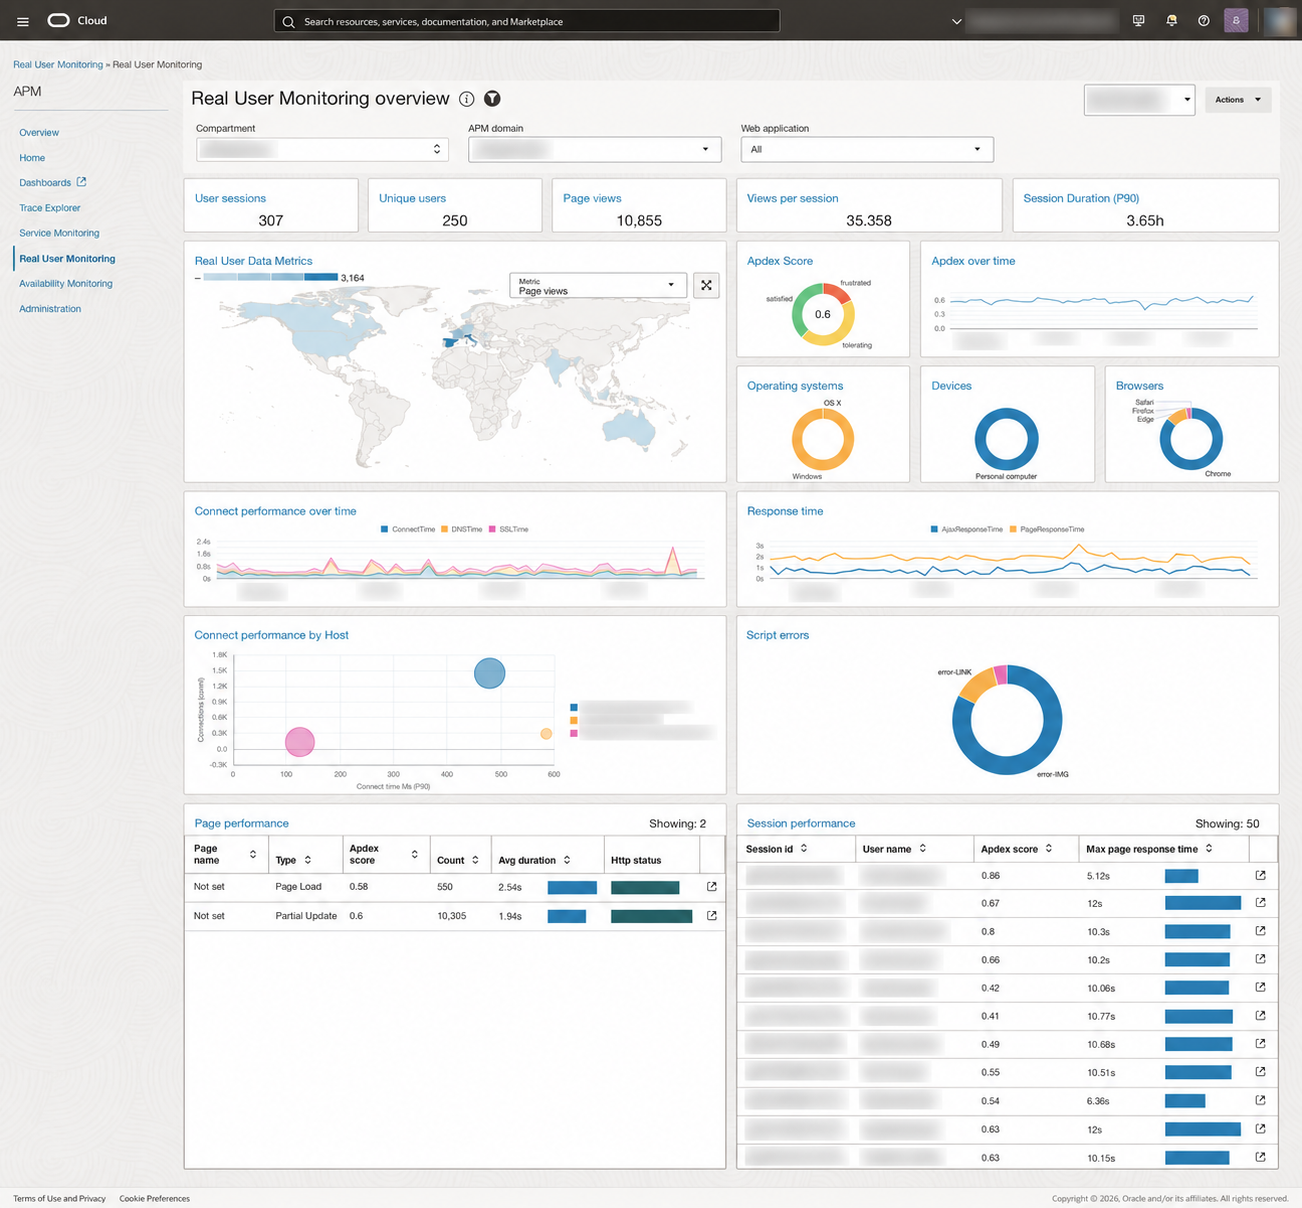 Cloud
Search resources, services, documentation, and Marketplace
Real User Monitoring » Real User Monitoring
APM
Overview
Home
Dashboards
Trace Explorer
Service Monitoring
Real User Monitoring
Availability Monitoring
Administration
Real User Monitoring overview
Actions
Compartment
APM domain
Web application
All
User sessions
307
Unique users
250
Page views
10,855
Views per session
35.358
Session Duration (P90)
3.65h
Real User Data Metrics
– 3,164
Metric
Page views
Apdex Score
frustrated
satisfied
0.6
tolerating
Apdex over time
0.6
0.3
0.0
Operating systems
OS X
Windows
Devices
Personal computer
Browsers
Safari
Firefox
Edge
Chrome
Connect performance over time
ConnectTime DNSTime SSLTime
2.4s
1.6s
0.8s
0s
Response time
AjaxResponseTime PageResponseTime
3s
2s
1s
0s
Connect performance by Host
Connections (count)
1.8K
1.5K
1.2K
0.9K
0.6K
0.3K
0.0
-0.3K
0 100 200 300 400 500 600
Connect time Ms (P90)
Script errors
error-LINK
error-IMG
Page performance Showing: 2
Page name Type Apdex score Count Avg duration Http status
Not set Page Load 0.58 550 2.54s
Not set Partial Update 0.6 10,305 1.94s
Session performance Showing: 50
Session id User name Apdex score Max page response time
0.86 5.12s
0.67 12s
0.8 10.3s
0.66 10.2s
0.42 10.06s
0.41 10.77s
0.49 10.68s
0.55 10.51s
0.54 6.36s
0.63 12s
0.63 10.15s
Terms of Use and Privacy Cookie Preferences
Copyright © 2026, Oracle and/or its affiliates. All rights reserved.